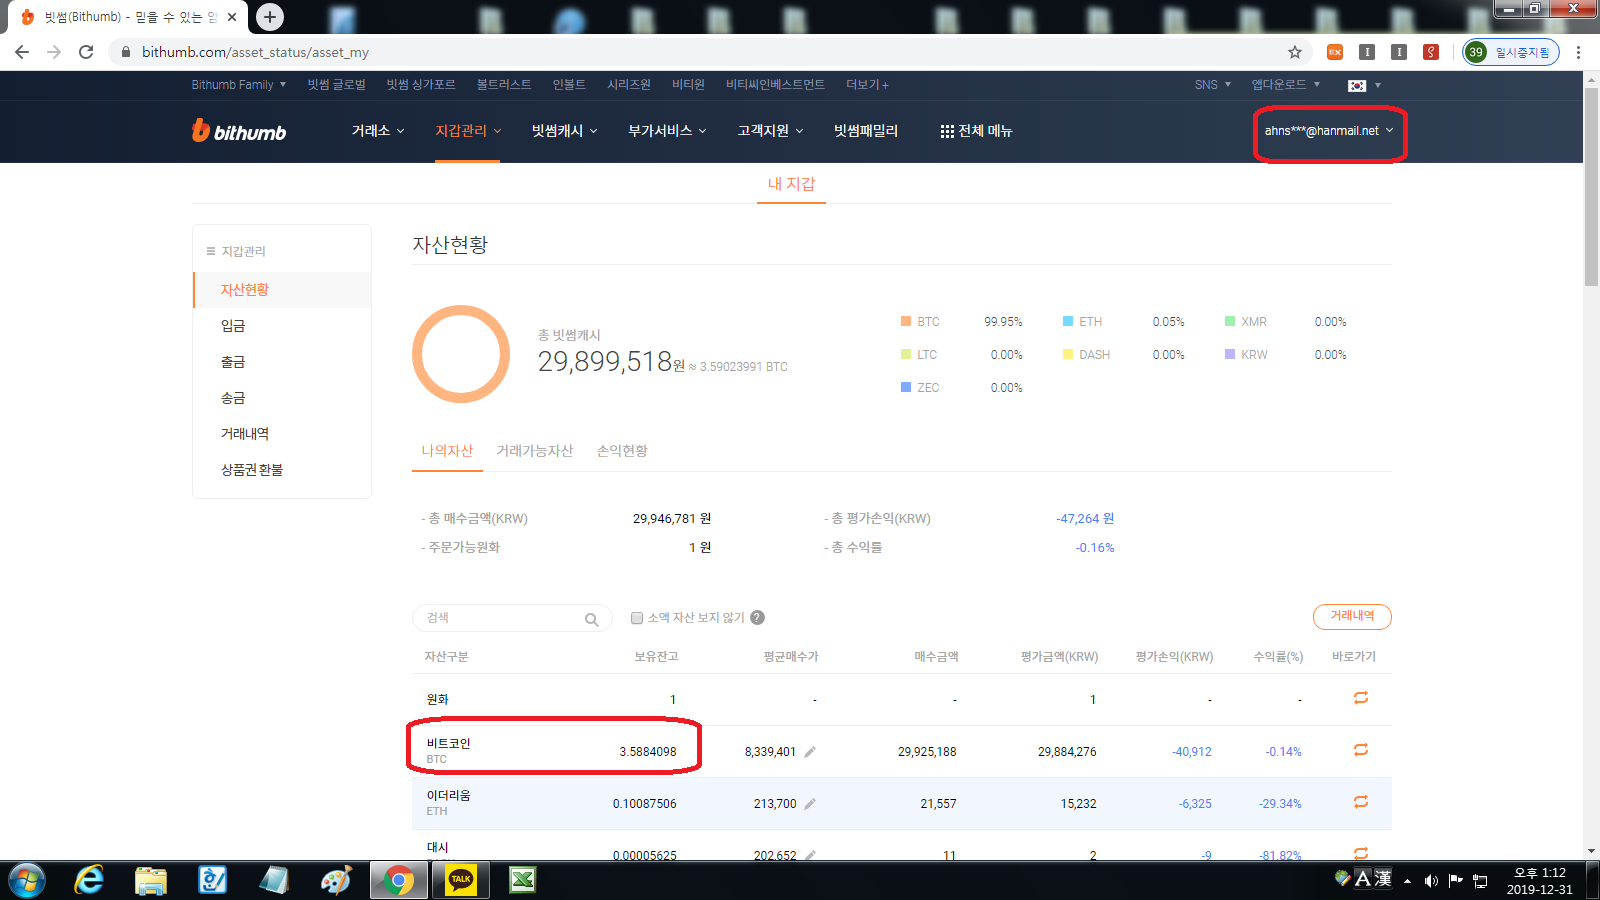 빗썸(Bithumb) - 믿을 수 있는 암
bithumb.com/asset_status/asset_my
39 일시중지됨
Bithumb Family 빗썸 글로벌 빗썸 싱가포르 볼트러스트 인볼트 시리즈원 비티원 비티씨인베스트먼트 더보기 + SNS 앱다운로드
bithumb 거래소 지갑관리 빗썸캐시 부가서비스 고객지원 빗썸패밀리 전체 메뉴 ahns***@hanmail.net
내 지갑
지갑관리
자산현황
입금
출금
송금
거래내역
상품권 환불
자산현황
총 빗썸캐시
29,899,518원 ≈ 3.59023991 BTC
BTC 99.95% ETH 0.05% XMR 0.00%
LTC 0.00% DASH 0.00% KRW 0.00%
ZEC 0.00%
나의자산 거래가능자산 손익현황
- 총 매수금액(KRW) 29,946,781 원 - 총 평가손익(KRW) -47,264 원
- 주문가능원화 1 원 - 총 수익률 -0.16%
검색 소액 자산 보지 않기 ? 거래내역
자산구분 보유잔고 평균매수가 매수금액 평가금액(KRW) 평가손익(KRW) 수익률(%) 바로가기
원화 1 - - 1 - -
비트코인 3.5884098 8,339,401 29,925,188 29,884,276 -40,912 -0.14%
BTC
이더리움 0.10087506 213,700 21,557 15,232 -6,325 -29.34%
ETH
대시 0.00005625 202,652 11 2 -9 -81.82%
TALK
A 漢
오후 1:12
2019-12-31